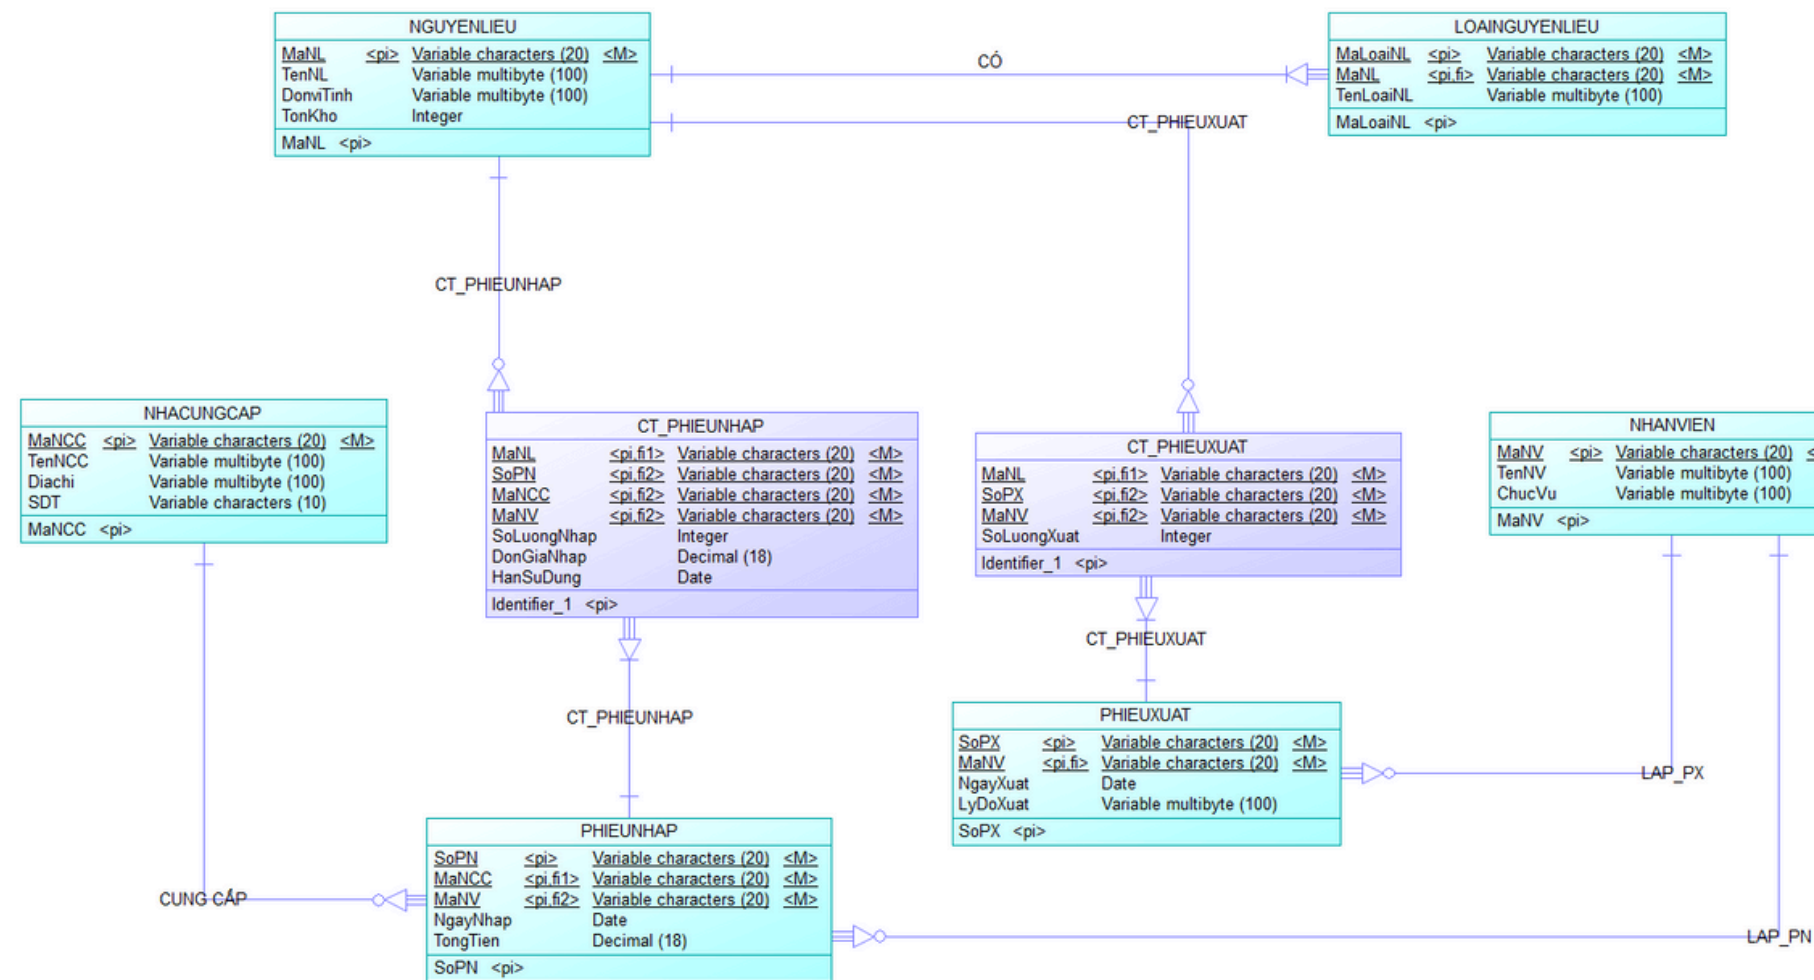 NGUYENLIEU
MaNL <pi> Variable characters (20) <M>
TenNL Variable multibyte (100)
DonviTinh Variable multibyte (100)
TonKho Integer
MaNL <pi>
CÓ
LOAINGUYENLIEU
MaLoaiNL <pi> Variable characters (20) <M>
MaNL <pi,fi> Variable characters (20) <M>
TenLoaiNL Variable multibyte (100)
MaLoaiNL <pi>
CT_PHIEUXUAT
CT_PHIEUNHAP
NHACUNGCAP
MaNCC <pi> Variable characters (20) <M>
TenNCC Variable multibyte (100)
Diachi Variable multibyte (100)
SDT Variable characters (10)
MaNCC <pi>
CT_PHIEUNHAP
MaNL <pi,fi1> Variable characters (20) <M>
SoPN <pi,fi2> Variable characters (20) <M>
MaNCC <pi,fi2> Variable characters (20) <M>
MaNV <pi,fi2> Variable characters (20) <M>
SoLuongNhap Integer
DonGiaNhap Decimal (18)
HanSuDung Date
Identifier_1 <pi>
CT_PHIEUXUAT
MaNL <pi,fi1> Variable characters (20) <M>
SoPX <pi,fi2> Variable characters (20) <M>
MaNV <pi,fi2> Variable characters (20) <M>
SoLuongXuat Integer
Identifier_1 <pi>
NHANVIEN
MaNV <pi> Variable characters (20)
TenNV Variable multibyte (100)
ChucVu Variable multibyte (100)
MaNV <pi>
CT_PHIEUXUAT
CT_PHIEUNHAP
PHIEUXUAT
SoPX <pi> Variable characters (20) <M>
MaNV <pi,fi> Variable characters (20) <M>
NgayXuat Date
LyDoXuat Variable multibyte (100)
SoPX <pi>
LAP_PX
PHIEUNHAP
SoPN <pi> Variable characters (20) <M>
MaNCC <pi,fi1> Variable characters (20) <M>
MaNV <pi,fi2> Variable characters (20) <M>
NgayNhap Date
TongTien Decimal (18)
SoPN <pi>
CUNG CẤP
LAP_PN